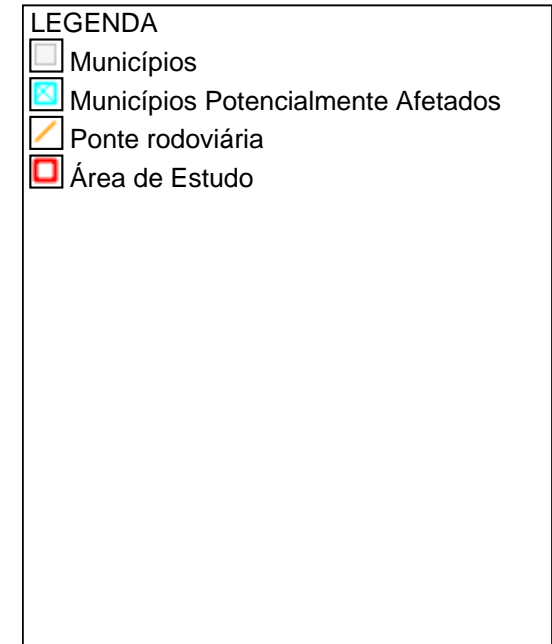 LEGENDA
Municípios
Municípios Potencialmente Afetados
Ponte rodoviária
Área de Estudo